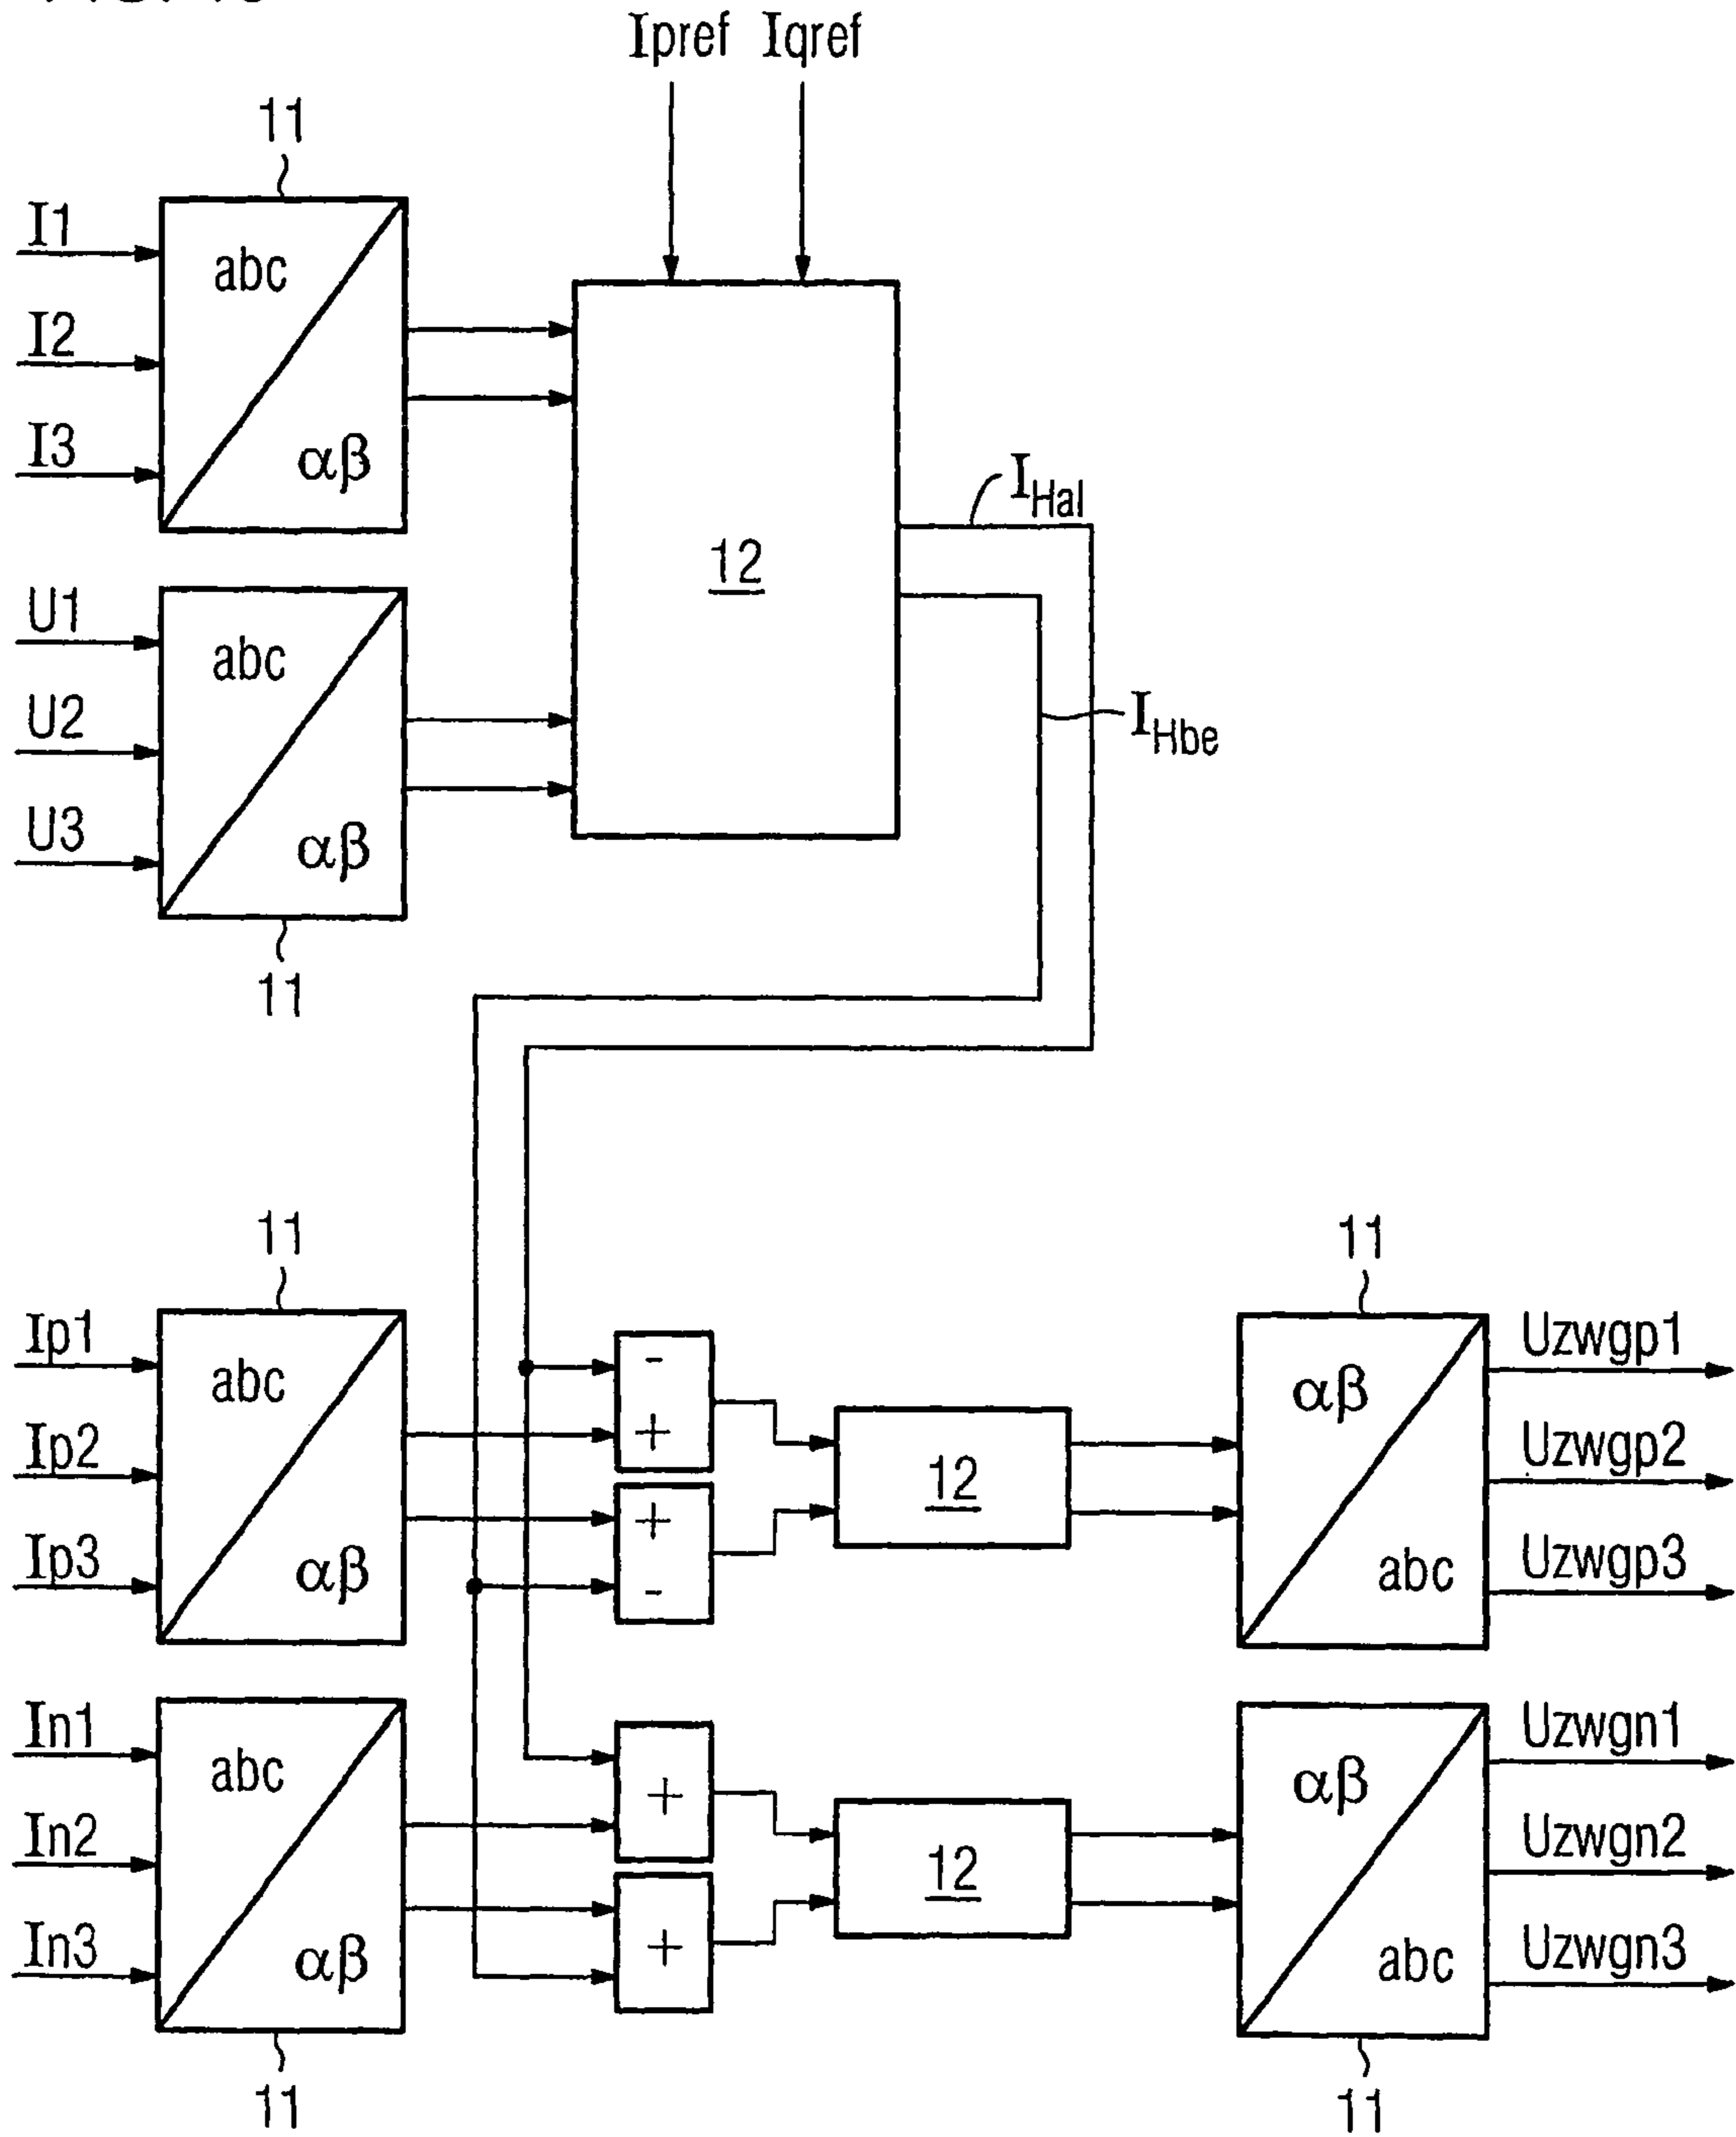 Ipref Iqref
11
I1
I2
I3
abc
αβ
12
I_Hal
I_Hbe
U1
U2
U3
abc
αβ
11
11
Ip1
Ip2
Ip3
abc
αβ
-
+
+
-
12
11
αβ
abc
Uzwgp1
Uzwgp2
Uzwgp3
In1
In2
In3
abc
αβ
11
+
+
12
αβ
abc
11
Uzwgn1
Uzwgn2
Uzwgn3